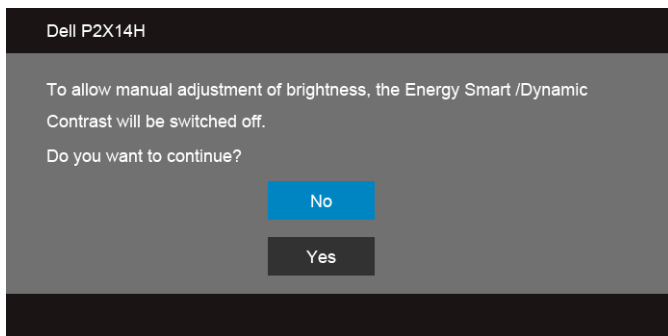 Dell P2X14H
To allow manual adjustment of brightness, the Energy Smart /Dynamic
Contrast will be switched off.
Do you want to continue?
No
Yes